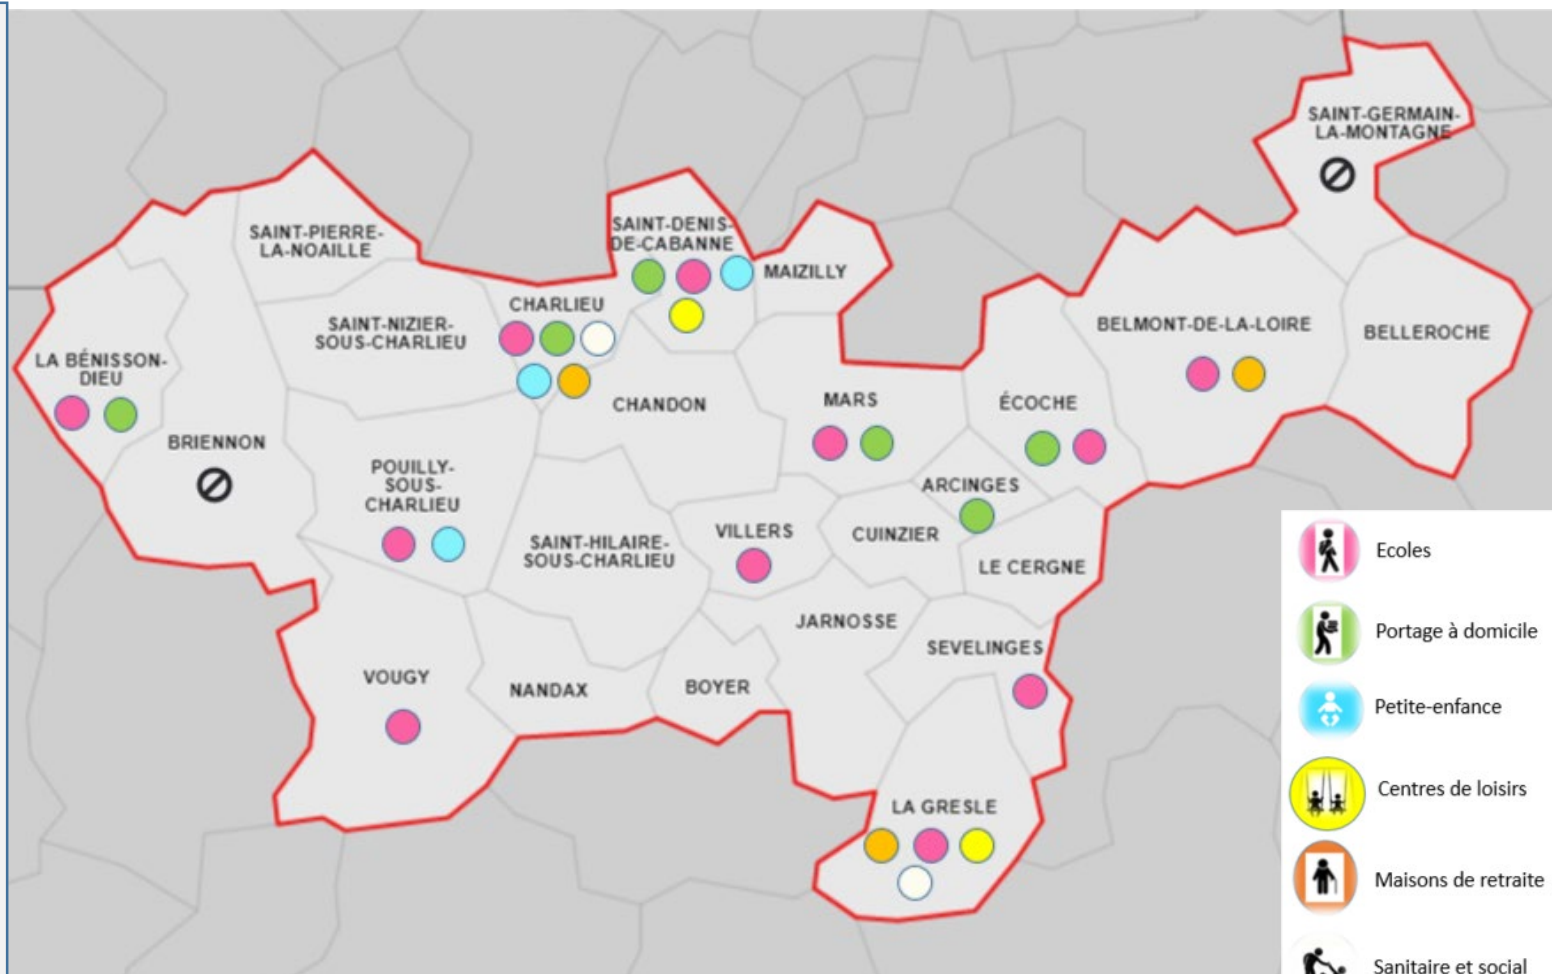 SAINT-GERMAIN-
LA-MONTAGNE
SAINT-PIERRE-
LA-NOAILLE
SAINT-DENIS-
DE-CABANNE
MAIZILLY
CHARLIEU
SAINT-NIZIER-
SOUS-CHARLIEU
BELMONT-DE-LA-LOIRE
BELLEROCHE
LA BÉNISSON-
DIEU
CHANDON
MARS
ÉCOCHE
BRIENNON
POUILLY-
SOUS-
CHARLIEU
ARCINGES
VILLERS
CUINZIER
SAINT-HILAIRE-
SOUS-CHARLIEU
LE CERGNE
JARNOSSE
SEVELINGES
VOUGY
NANDAX
BOYER
LA GRESLE
Ecoles
Portage à domicile
Petite-enfance
Centres de loisirs
Maisons de retraite
Sanitaire et social